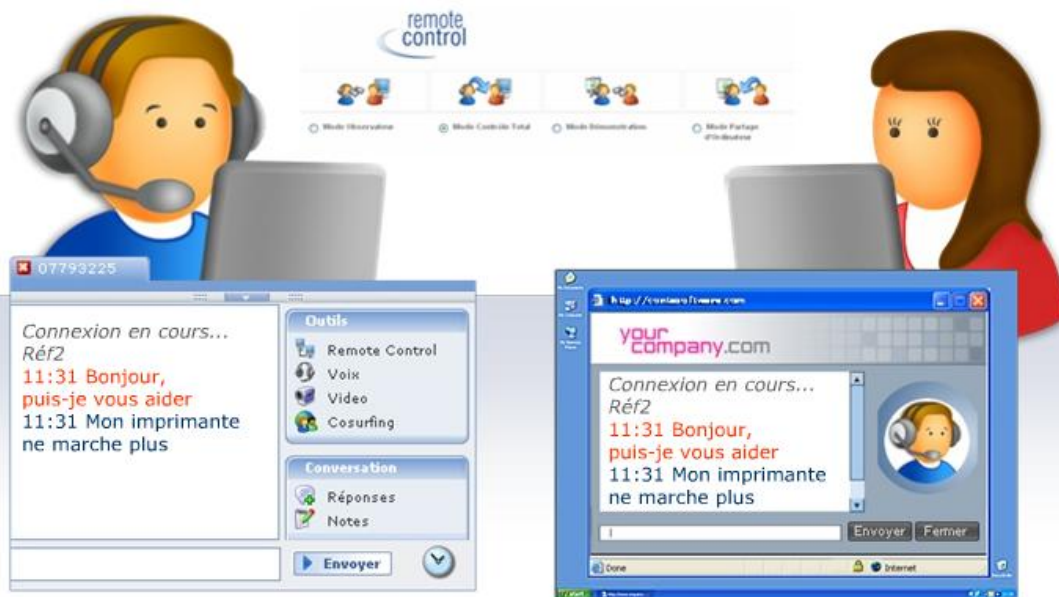 remote
control
Mode Observateur
Mode Contrôle Total
Mode Démonstration
Mode Partage
d'Ordinateur
07793225
Connexion en cours...
Réf2
11:31 Bonjour,
puis-je vous aider
11:31 Mon imprimante
ne marche plus
Outils
Remote Control
Voix
Video
Cosurfing
Conversation
Réponses
Notes
Envoyer
your
company.com
Connexion en cours...
Réf2
11:31 Bonjour,
puis-je vous aider
11:31 Mon imprimante
ne marche plus
Envoyer
Fermer
Done
Internet
start